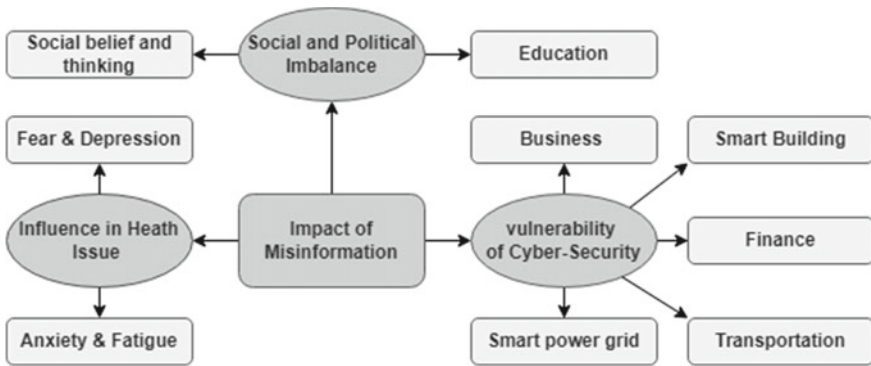 Social belief and
thinking
Social and Political
Imbalance
Education
Fear & Depression
Business
Smart Building
Influence in Heath
Issue
Impact of
Misinformation
vulnerability
of Cyber-Security
Finance
Anxiety & Fatigue
Smart power grid
Transportation